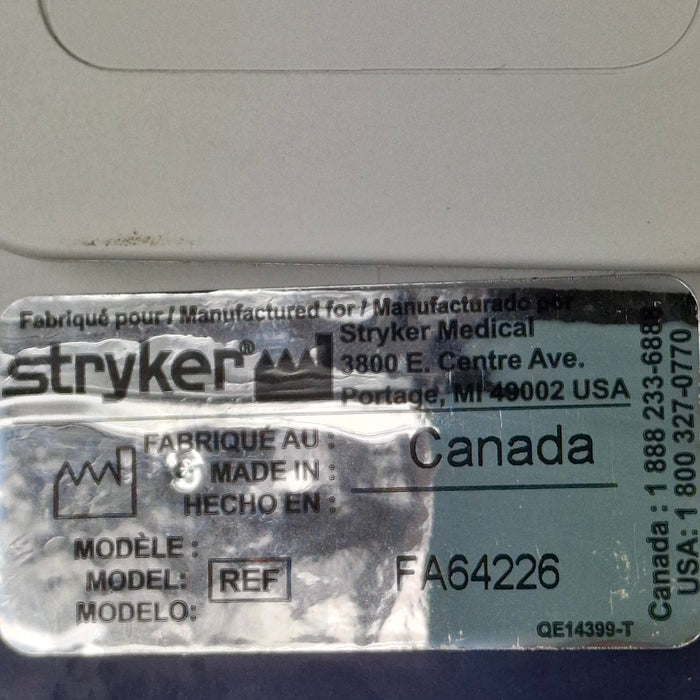 Fabriqué pour / Manufactured for / Manufacturado por
stryker®
Stryker Medical
3800 E. Centre Ave.
Portage, MI 49002 USA
FABRIQUÉ AU :
MADE IN :
HECHO EN :
Canada
MODÈLE :
MODEL:
MODELO:
REF
FA64226
QE14399-T
Canada : 1 888 233-6888
USA: 1 800 327-0770